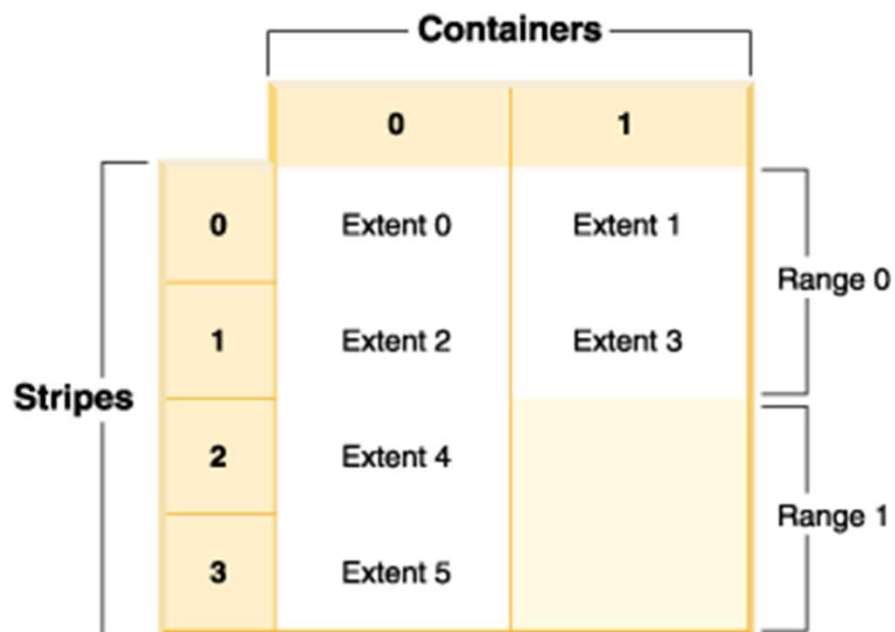 Containers
0 1
0 Extent 0 Extent 1
Range 0
1 Extent 2 Extent 3
Stripes
2 Extent 4
Range 1
3 Extent 5